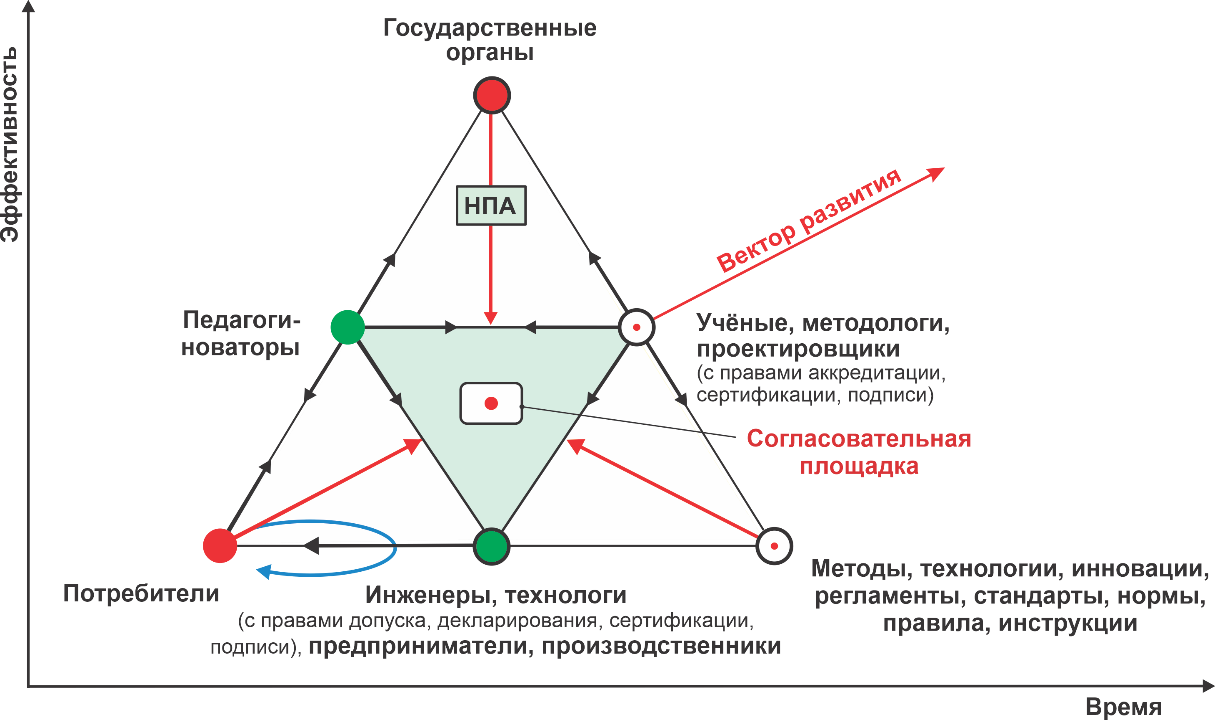 Эффективность
Государственные
органы
НПА
Вектор развития
Педагоги-
новаторы
Учёные, методологи,
проектировщики
(с правами аккредитации,
сертификации, подписи)
Согласовательная
площадка
Потребители
Инженеры, технологи
(с правами допуска, декларирования, сертификации,
подписи), предприниматели, производственники
Методы, технологии, инновации,
регламенты, стандарты, нормы,
правила, инструкции
Время